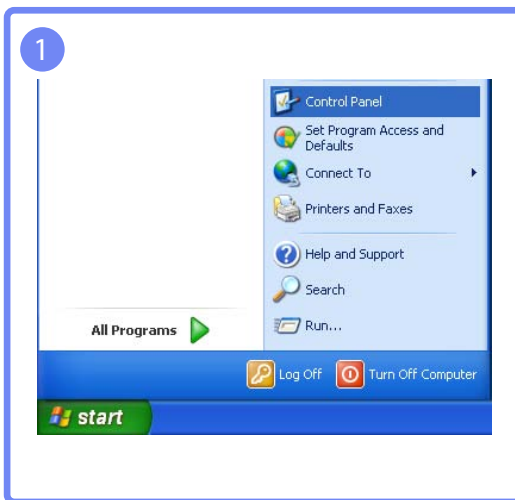 1
Control Panel
Set Program Access and
Defaults
Connect To
Printers and Faxes
Help and Support
Search
All Programs
Run...
Log Off
Turn Off Computer
start